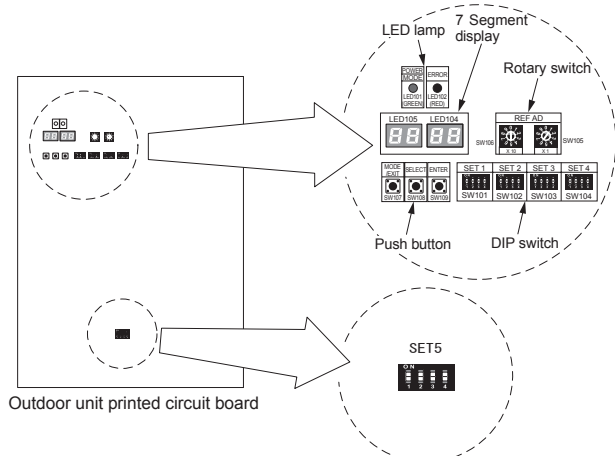 LED lamp
7 Segment
display
Rotary switch
POWER
MODE
ERROR
LED101
(GREEN)
LED102
(RED)
LED105 LED104
REF AD
SW106
X 10
X 1
SW105
MODE
/EXIT
SELECT
ENTER
SW107
SW108
SW109
SET 1
SET 2
SET 3
SET 4
SW101
SW102
SW103
SW104
Push button
DIP switch
SET5
ON
1 2 3 4
Outdoor unit printed circuit board